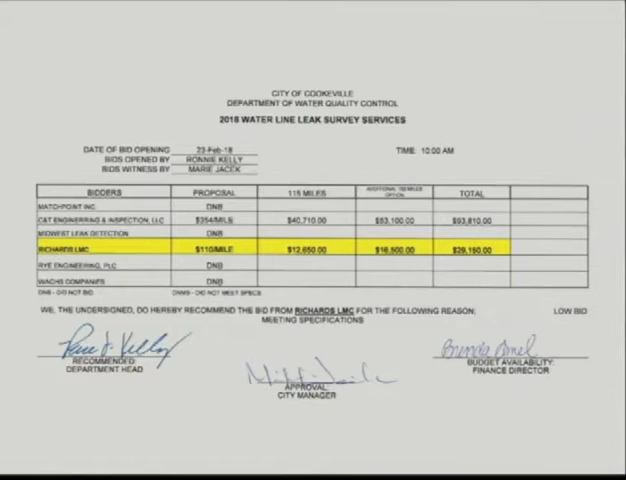 CITY OF COOKEVILLE
DEPARTMENT OF WATER QUALITY CONTROL
2018 WATER LINE LEAK SURVEY SERVICES
DATE OF BID OPENING 23-Feb-18 TIME: 10:00 AM
BIDS OPENED BY RONNIE KELLY
BIDS WITNESS BY MARIE JACEK
BIDDERS PROPOSAL 115 MILES ADDITIONAL 150 MILES OPTION TOTAL
MATCHPOINT INC. DNB
C&T ENGINERRING & INSPECTION, LLC $354/MILE $40,710.00 $53,100.00 $93,810.00
MIDWEST LEAK DETECTION DNB
RICHARDS LMC $110/MILE $12,650.00 $16,500.00 $29,150.00
RYE ENGINEERING, PLC DNB
WACHS COMPANIES DNB
DNB - DID NOT BID DNMS - DID NOT MEET SPECS
WE, THE UNDERSIGNED, DO HEREBY RECOMMEND THE BID FROM RICHARDS LMC FOR THE FOLLOWING REASON; LOW BID
MEETING SPECIFICATIONS
RECOMMENDED: BUDGET AVAILABILITY:
DEPARTMENT HEAD FINANCE DIRECTOR
APPROVAL:
CITY MANAGER